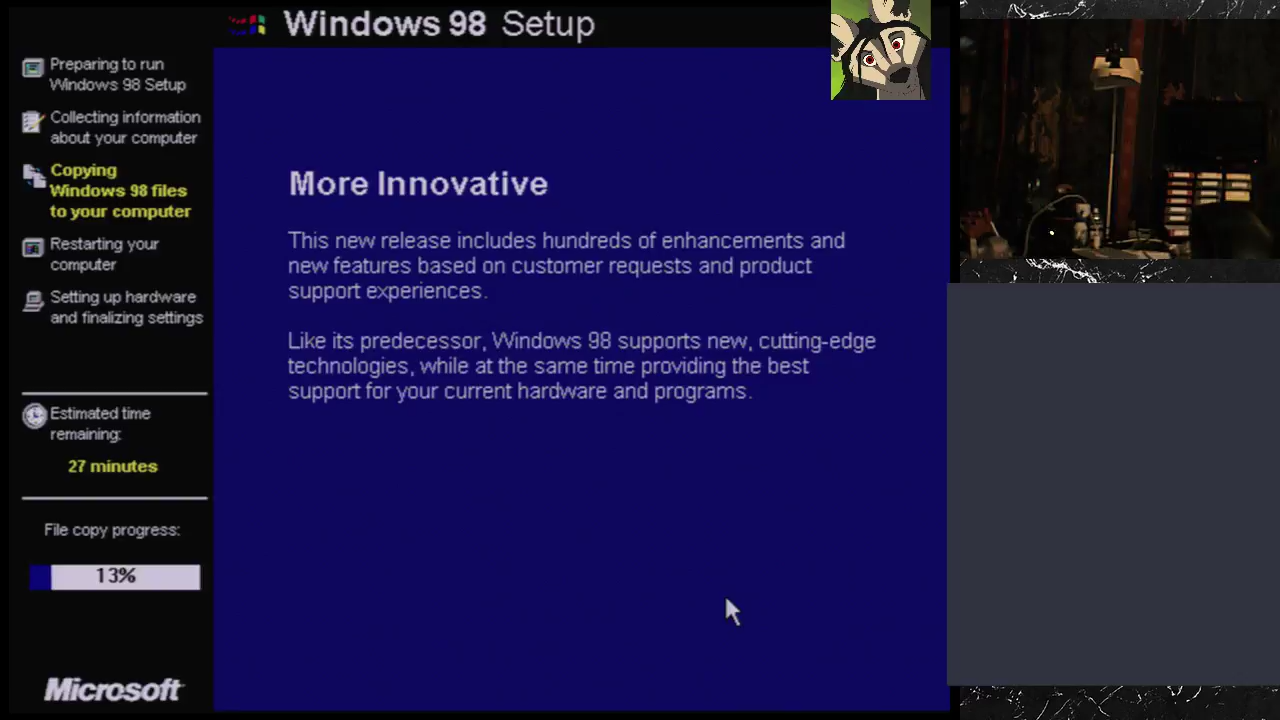 Windows 98 Setup
Preparing to run
Windows 98 Setup
Collecting information
about your computer
Copying
Windows 98 files
to your computer
Restarting your
computer
Setting up hardware
and finalizing settings
Estimated time
remaining:
27 minutes
File copy progress:
13%
Microsoft
More Innovative
This new release includes hundreds of enhancements and
new features based on customer requests and product
support experiences.
Like its predecessor, Windows 98 supports new, cutting-edge
technologies, while at the same time providing the best
support for your current hardware and programs.